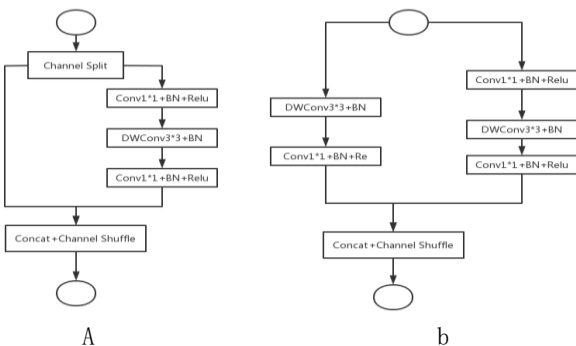 Channel Split
Conv1*1+BN+Relu
DWConv3*3+BN
Conv1*1+BN+Relu
Concat+Channel Shuffle
A
DWConv3*3+BN
Conv1*1+BN+Re
Conv1*1+BN+Relu
DWConv3*3+BN
Conv1*1+BN+Relu
Concat+Channel Shuffle
b